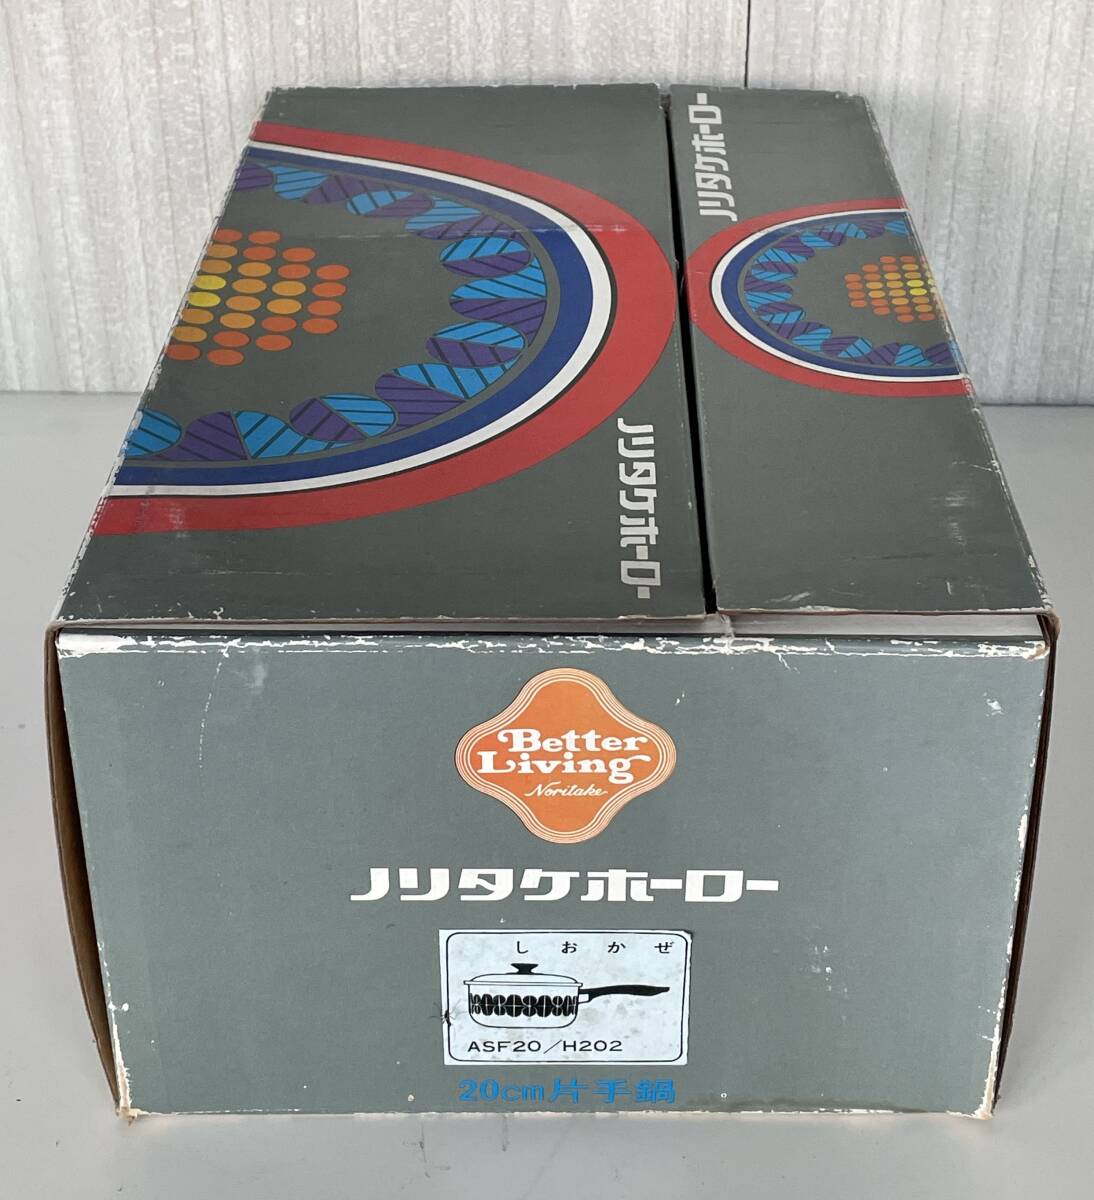 ノリタケホーロー
ノリタケホーロー
Better
Living
Noritake
ノリタケホーロー
しおかぜ
ASF20/H202
20cm片手鍋